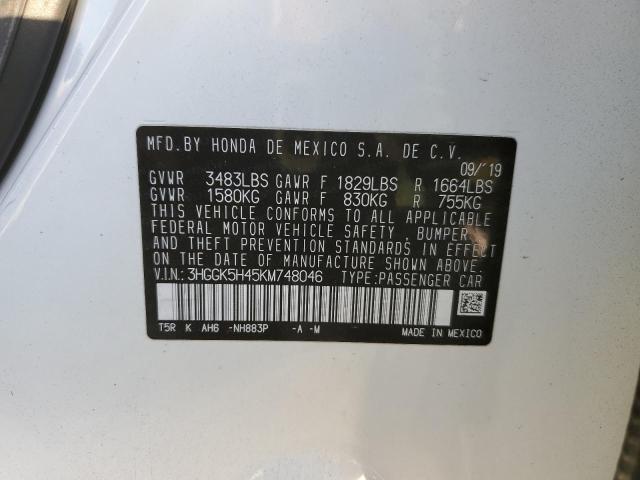 MFD.BY HONDA DE MEXICO S.A. DE C.V.
09/'19
GVWR 3483LBS GAWR F 1829LBS R 1664LBS
GVWR 1580KG GAWR F 830KG R 755KG
THIS VEHICLE CONFORMS TO ALL APPLICABLE
FEDERAL MOTOR VEHICLE SAFETY , BUMPER ,
AND THEFT PREVENTION STANDARDS IN EFFECT
ON THE DATE OF MANUFACTURE SHOWN ABOVE.
V.I.N.: 3HGGK5H45KM748046 TYPE:PASSENGER CAR
T5R K AH6 -NH883P -A -M MADE IN MEXICO